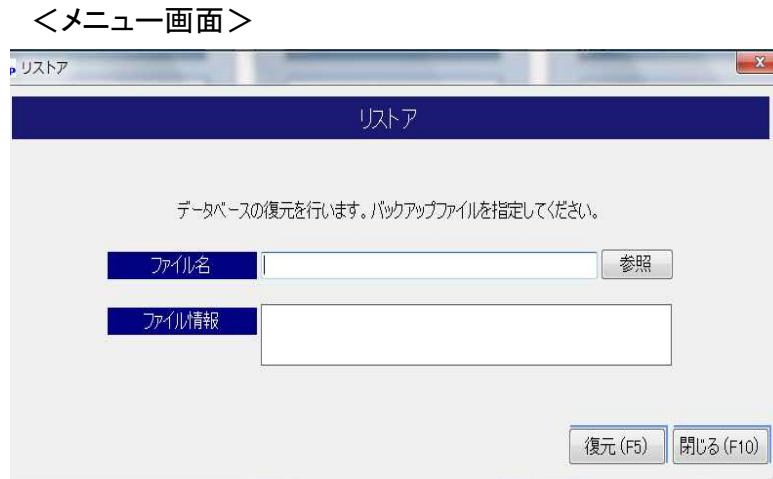 ＜メニュー画面＞
リストア
リストア
データベースの復元を行います。バックアップファイルを指定してください。
ファイル名
参照
ファイル情報
復元(F5) 閉じる(F10)